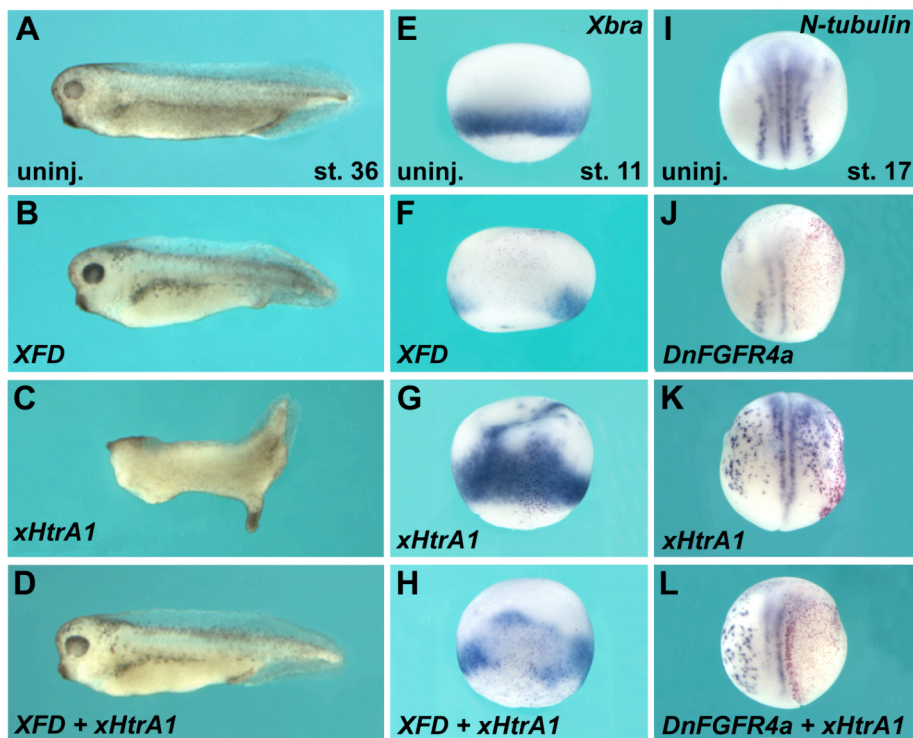 A
uninj.
st. 36
E
Xbra
uninj.
st. 11
I
N-tubulin
uninj.
st. 17
B
XFD
F
XFD
J
DnFGFR4a
C
xHtrA1
G
xHtrA1
K
xHtrA1
D
XFD + xHtrA1
H
XFD + xHtrA1
L
DnFGFR4a + xHtrA1